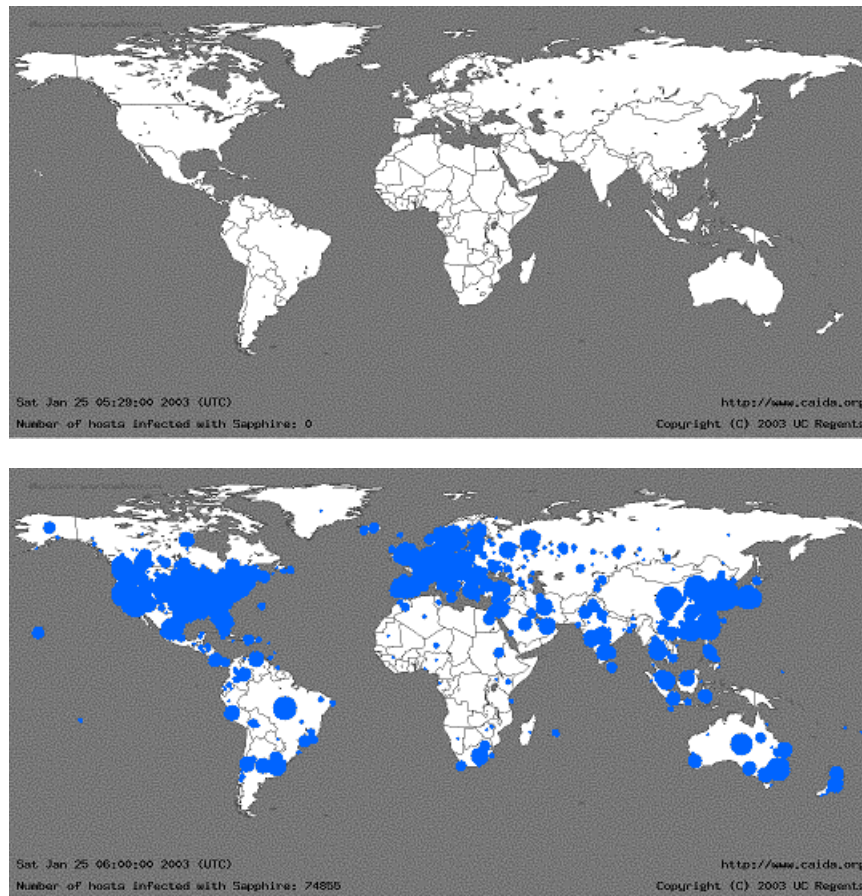 Sat Jan 25 05:29:00 2003 (UTC)
http://www.caida.org
Number of hosts infected with Sapphire: 0
Copyright (C) 2003 UC Regents
Sat Jan 25 06:00:00 2003 (UTC)
http://www.caida.org
Number of hosts infected with Sapphire: 74855
Copyright (C) 2003 UC Regents